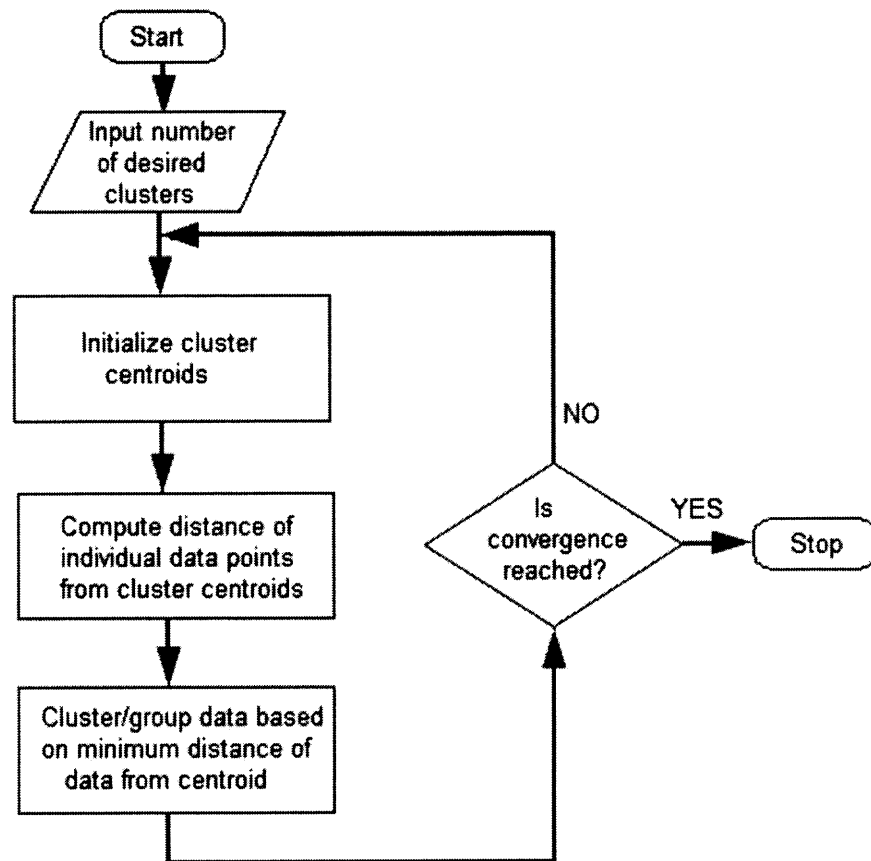 Start
Input number
of desired
clusters
Initialize cluster
centroids
Compute distance of
individual data points
from cluster centroids
Cluster/group data based
on minimum distance of
data from centroid
NO
Is
convergence
reached?
YES
Stop